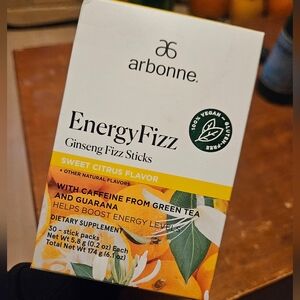 arbonne.
100% VEGAN • GLUTEN-FREE •
EnergyFizz
Ginseng Fizz Sticks
SWEET CITRUS FLAVOR
+ OTHER NATURAL FLAVORS
WITH CAFFEINE FROM GREEN TEA
AND GUARANA
HELPS BOOST ENERGY LEVELS
DIETARY SUPPLEMENT
30 - stick packs
Net Wt 5.8 g (0.2 oz) Each
Total Net Wt 174 g (6.1 oz)